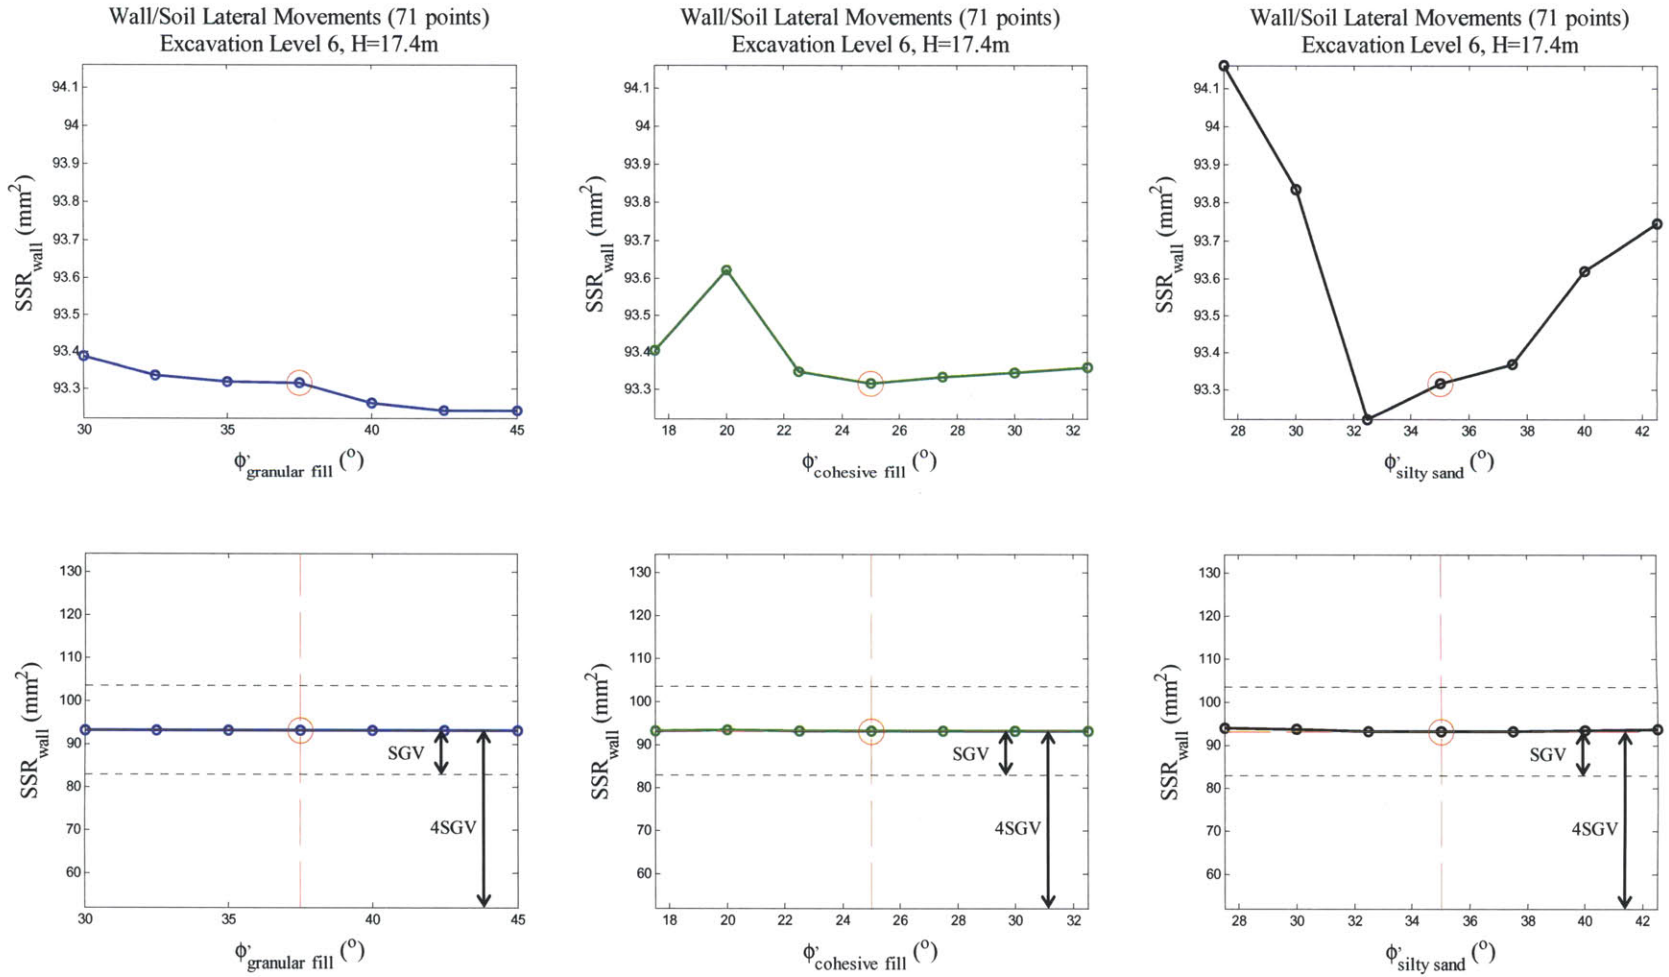 Wall/Soil Lateral Movements (71 points)
Excavation Level 6, H=17.4m
94.1
94
93.9
93.8
93.7
93.6
93.5
93.4
93.3
SSRwall (mm²)
30 35 40 45
ϕ'granular fill (°)
Wall/Soil Lateral Movements (71 points)
Excavation Level 6, H=17.4m
94.1
94
93.9
93.8
93.7
93.6
93.5
93.4
93.3
SSRwall (mm²)
18 20 22 24 26 28 30 32
ϕ'cohesive fill (°)
Wall/Soil Lateral Movements (71 points)
Excavation Level 6, H=17.4m
94.1
94
93.9
93.8
93.7
93.6
93.5
93.4
93.3
SSRwall (mm²)
28 30 32 34 36 38 40 42
ϕ'silty sand (°)
130
120
110
100
90
80
70
60
SSRwall (mm²)
SGV
4SGV
30 35 40 45
ϕ'granular fill (°)
130
120
110
100
90
80
70
60
SSRwall (mm²)
SGV
4SGV
18 20 22 24 26 28 30 32
ϕ'cohesive fill (°)
130
120
110
100
90
80
70
60
SSRwall (mm²)
SGV
4SGV
28 30 32 34 36 38 40 42
ϕ'silty sand (°)